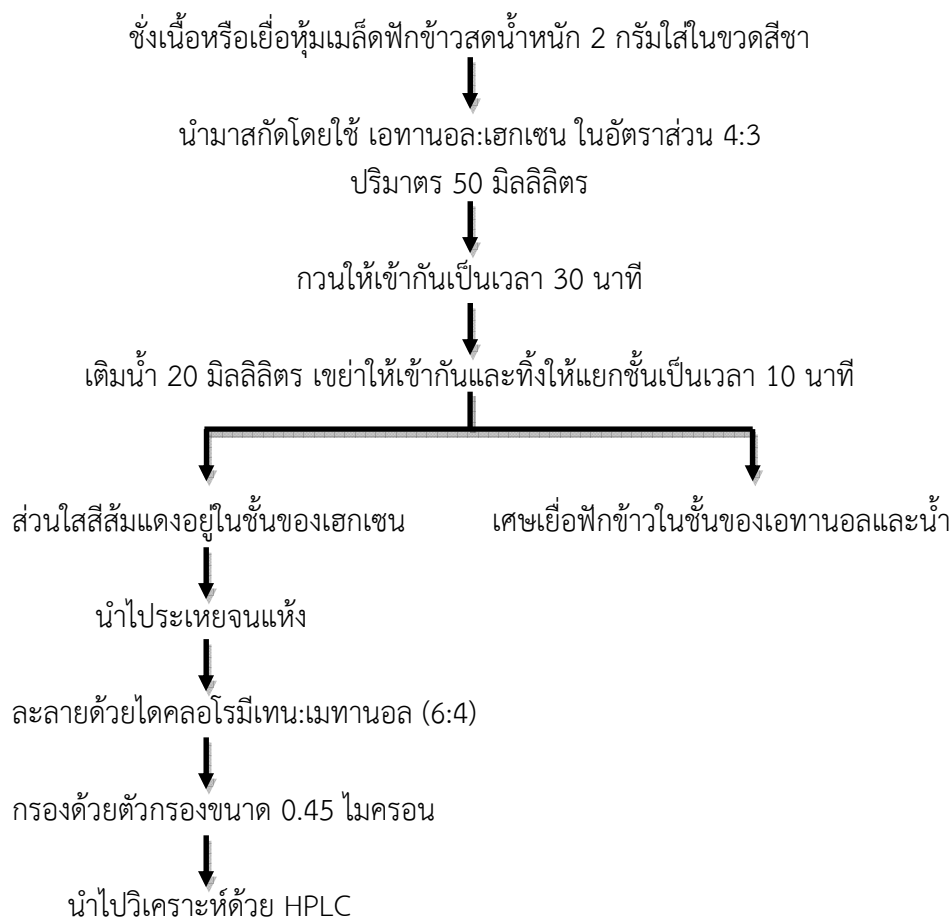 ชั่งเนื้อหรือเยื่อหุ้มเมล็ดฟักข้าวสดน้ำหนัก 2 กรัมใส่ในขวดสีชา
นำมาสกัดโดยใช้ เอทานอล:เฮกเซน ในอัตราส่วน 4:3
ปริมาตร 50 มิลลิลิตร
กวนให้เข้ากันเป็นเวลา 30 นาที
เติมน้ำ 20 มิลลิลิตร เขย่าให้เข้ากันและทิ้งให้แยกชั้นเป็นเวลา 10 นาที
ส่วนใสสีส้มแดงอยู่ในชั้นของเฮกเซน
เศษเยื่อฟักข้าวในชั้นของเอทานอลและน้ำ
นำไประเหยจนแห้ง
ละลายด้วยไดคลอโรมีเทน:เมทานอล (6:4)
กรองด้วยตัวกรองขนาด 0.45 ไมครอน
นำไปวิเคราะห์ด้วย HPLC